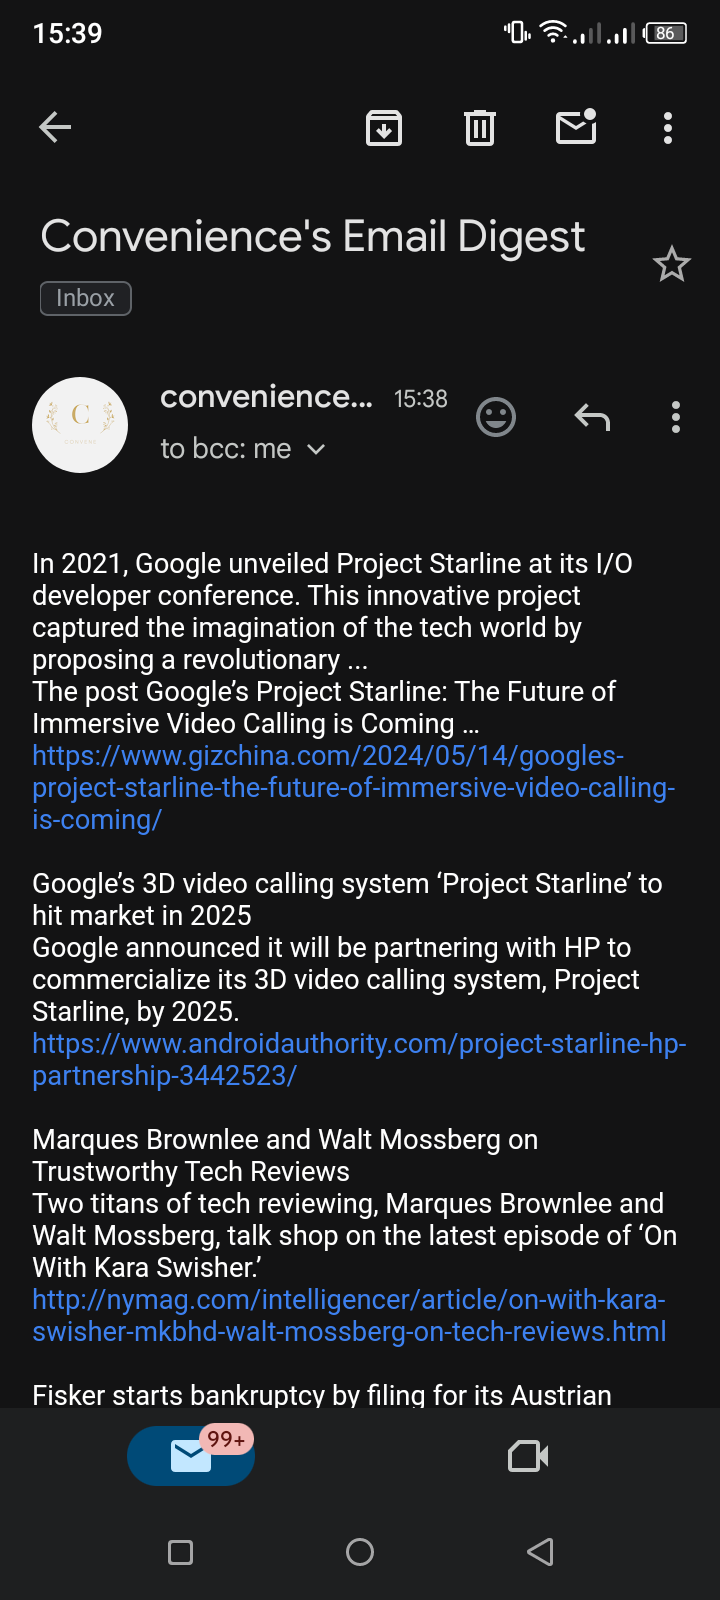 15:39
86
Convenience's Email Digest
Inbox
C
convenience... 15:38
to bcc: me
In 2021, Google unveiled Project Starline at its I/O
developer conference. This innovative project
captured the imagination of the tech world by
proposing a revolutionary ...
The post Google’s Project Starline: The Future of
Immersive Video Calling is Coming …
https://www.gizchina.com/2024/05/14/googles-
project-starline-the-future-of-immersive-video-calling-
is-coming/
Google’s 3D video calling system ‘Project Starline’ to
hit market in 2025
Google announced it will be partnering with HP to
commercialize its 3D video calling system, Project
Starline, by 2025.
https://www.androidauthority.com/project-starline-hp-
partnership-3442523/
Marques Brownlee and Walt Mossberg on
Trustworthy Tech Reviews
Two titans of tech reviewing, Marques Brownlee and
Walt Mossberg, talk shop on the latest episode of ‘On
With Kara Swisher.’
http://nymag.com/intelligencer/article/on-with-kara-
swisher-mkbhd-walt-mossberg-on-tech-reviews.html
Fisker starts bankruptcy by filing for its Austrian
99+